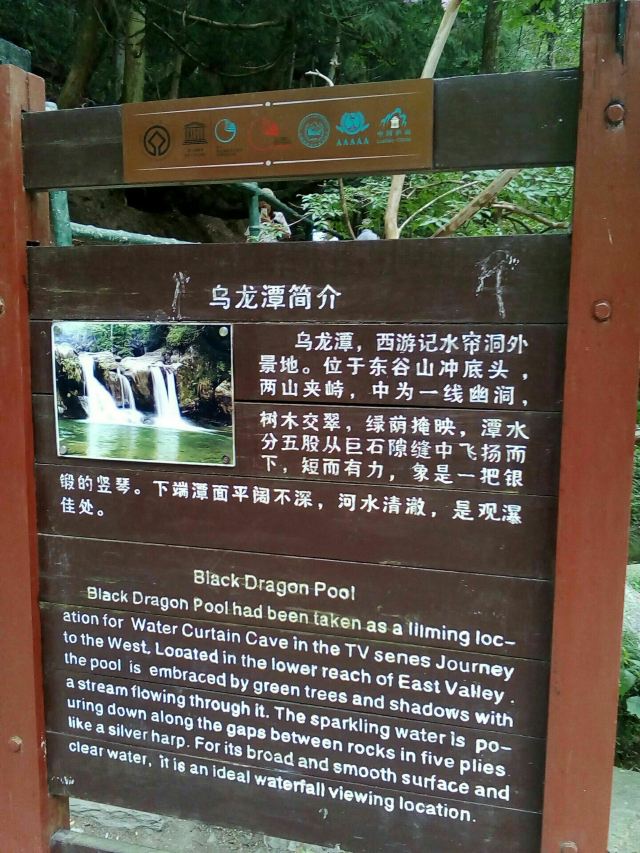 AAAAA
中国庐山
乌龙潭简介
乌龙潭，西游记水帘洞外
景地。位于东谷山冲底头，
两山夹峙，中为一线幽涧，
树木交翠，绿荫掩映，潭水
分五股从巨石隙缝中飞扬而
下，短而有力，象是一把银
锻的竖琴。下端潭面平阔不深，河水清澈，是观瀑
佳处。
Black Dragon Pool
Black Dragon Pool had been taken as a lilming loc-
ation for Water Curtain Cave in the TV senes Journey
to the West. Located in the lower reach of East Valley.
the pool is embraced by green trees and shadows with
a stream flowing through it. The sparkling water is po-
uring down along the gaps between rocks in five plies
like a silver harp. For its broad and smooth surface and
clear water, it is an ideal waterfall viewing location.